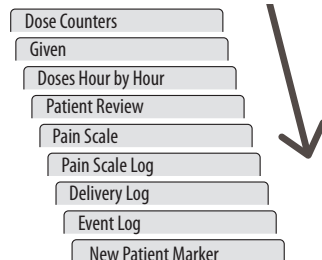 Dose Counters
Given
Doses Hour by Hour
Patient Review
Pain Scale
Pain Scale Log
Delivery Log
Event Log
New Patient Marker